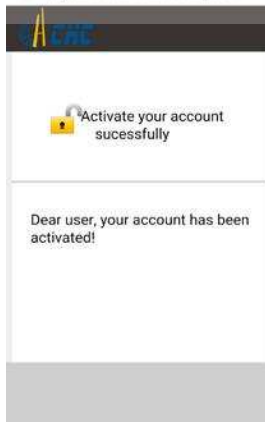 Activate your account
sucessfully
Dear user, your account has been
activated!